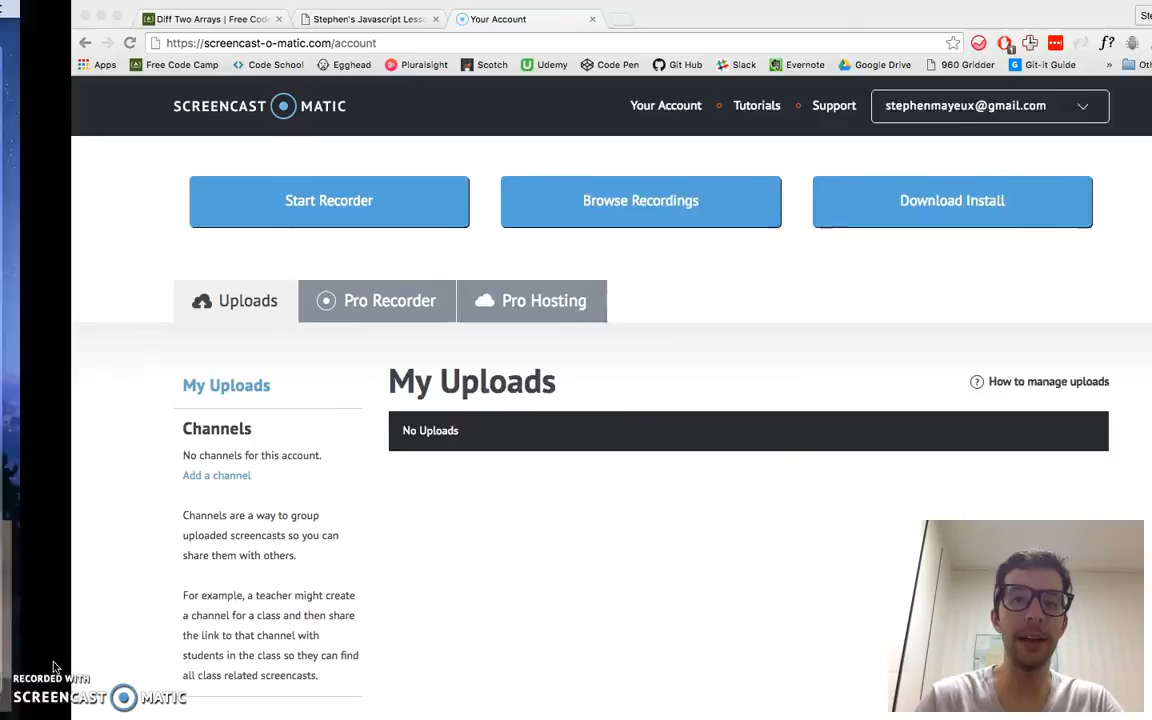 Diff Two Arrays | Free Code
Stephen's Javascript Lesso
Your Account
https://screencast-o-matic.com/account
Apps
Free Code Camp
Code School
Egghead
Pluralsight
Scotch
Udemy
Code Pen
Git Hub
Slack
Evernote
Google Drive
960 Gridder
Git-it Guide
»
SCREENCAST MATIC
Your Account
Tutorials
Support
stephenmayeux@gmail.com
Start Recorder
Browse Recordings
Download Install
Uploads
Pro Recorder
Pro Hosting
My Uploads
Channels
No channels for this account.
Add a channel
Channels are a way to group
uploaded screencasts so you can
share them with others.
For example, a teacher might create
a channel for a class and then share
the link to that channel with
students in the class so they can find
all class related screencasts.
My Uploads
? How to manage uploads
No Uploads
RECORDED WITH
SCREENCAST MATIC